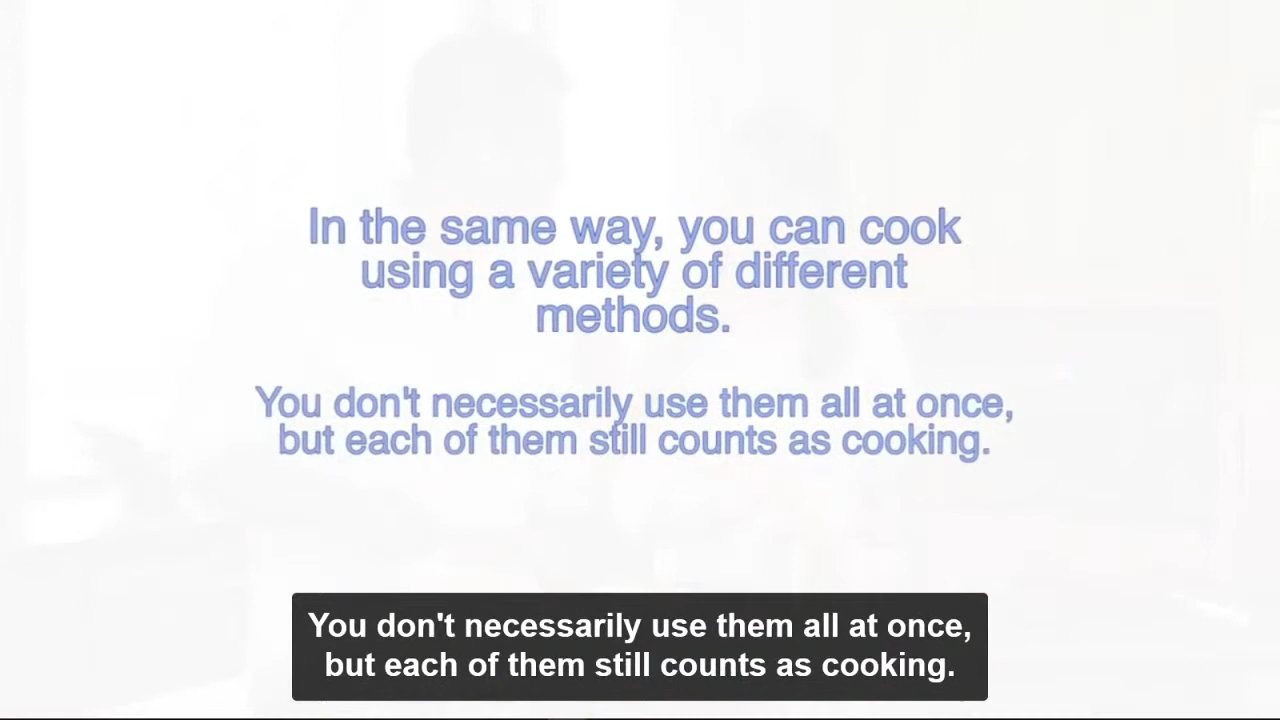 In the same way, you can cook
using a variety of different
methods.
You don't necessarily use them all at once,
but each of them still counts as cooking.
You don't necessarily use them all at once,
but each of them still counts as cooking.